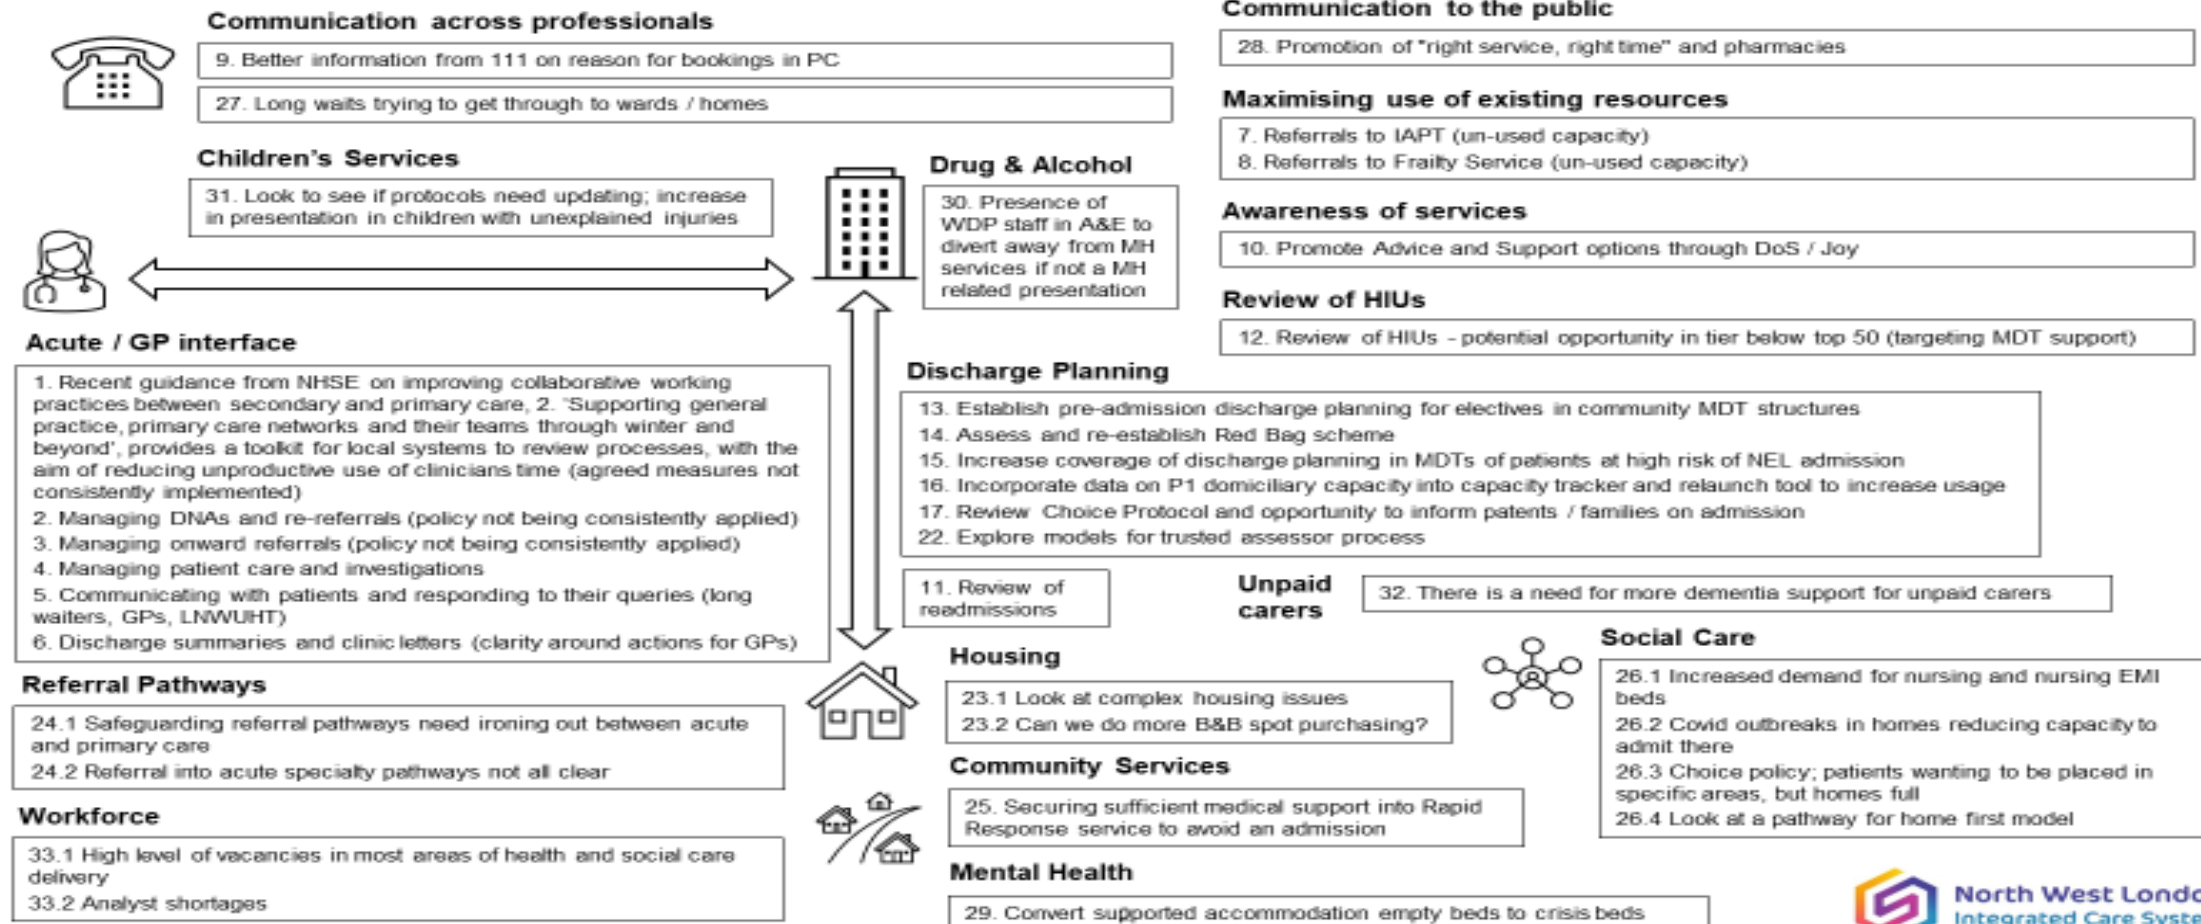 Communication across professionals
9. Better information from 111 on reason for bookings in PC
27. Long waits trying to get through to wards / homes
Children's Services
31. Look to see if protocols need updating; increase
in presentation in children with unexplained injuries
Drug & Alcohol
30. Presence of
WDP staff in A&E to
divert away from MH
services if not a MH
related presentation
Communication to the public
28. Promotion of "right service, right time" and pharmacies
Maximising use of existing resources
7. Referrals to IAPT (un-used capacity)
8. Referrals to Frailty Service (un-used capacity)
Awareness of services
10. Promote Advice and Support options through DoS / Joy
Review of HIUs
12. Review of HIUs - potential opportunity in tier below top 50 (targeting MDT support)
Acute / GP interface
1. Recent guidance from NHSE on improving collaborative working
practices between secondary and primary care, 2. 'Supporting general
practice, primary care networks and their teams through winter and
beyond', provides a toolkit for local systems to review processes, with the
aim of reducing unproductive use of clinicians time (agreed measures not
consistently implemented)
2. Managing DNAs and re-referrals (policy not being consistently applied)
3. Managing onward referrals (policy not being consistently applied)
4. Managing patient care and investigations
5. Communicating with patients and responding to their queries (long
waiters, GPs, LNWUHT)
6. Discharge summaries and clinic letters (clarity around actions for GPs)
Discharge Planning
13. Establish pre-admission discharge planning for electives in community MDT structures
14. Assess and re-establish Red Bag scheme
15. Increase coverage of discharge planning in MDTs of patients at high risk of NEL admission
16. Incorporate data on P1 domiciliary capacity into capacity tracker and relaunch tool to increase usage
17. Review Choice Protocol and opportunity to inform patents / families on admission
22. Explore models for trusted assessor process
11. Review of
readmissions
Unpaid
carers
32. There is a need for more dementia support for unpaid carers
Referral Pathways
24.1 Safeguarding referral pathways need ironing out between acute
and primary care
24.2 Referral into acute specialty pathways not all clear
Workforce
33.1 High level of vacancies in most areas of health and social care
delivery
33.2 Analyst shortages
Housing
23.1 Look at complex housing issues
23.2 Can we do more B&B spot purchasing?
Community Services
25. Securing sufficient medical support into Rapid
Response service to avoid an admission
Mental Health
29. Convert supported accommodation empty beds to crisis beds
Social Care
26.1 Increased demand for nursing and nursing EMI
beds
26.2 Covid outbreaks in homes reducing capacity to
admit there
26.3 Choice policy; patients wanting to be placed in
specific areas, but homes full
26.4 Look at a pathway for home first model
North West Londo
Integrated Care Syste